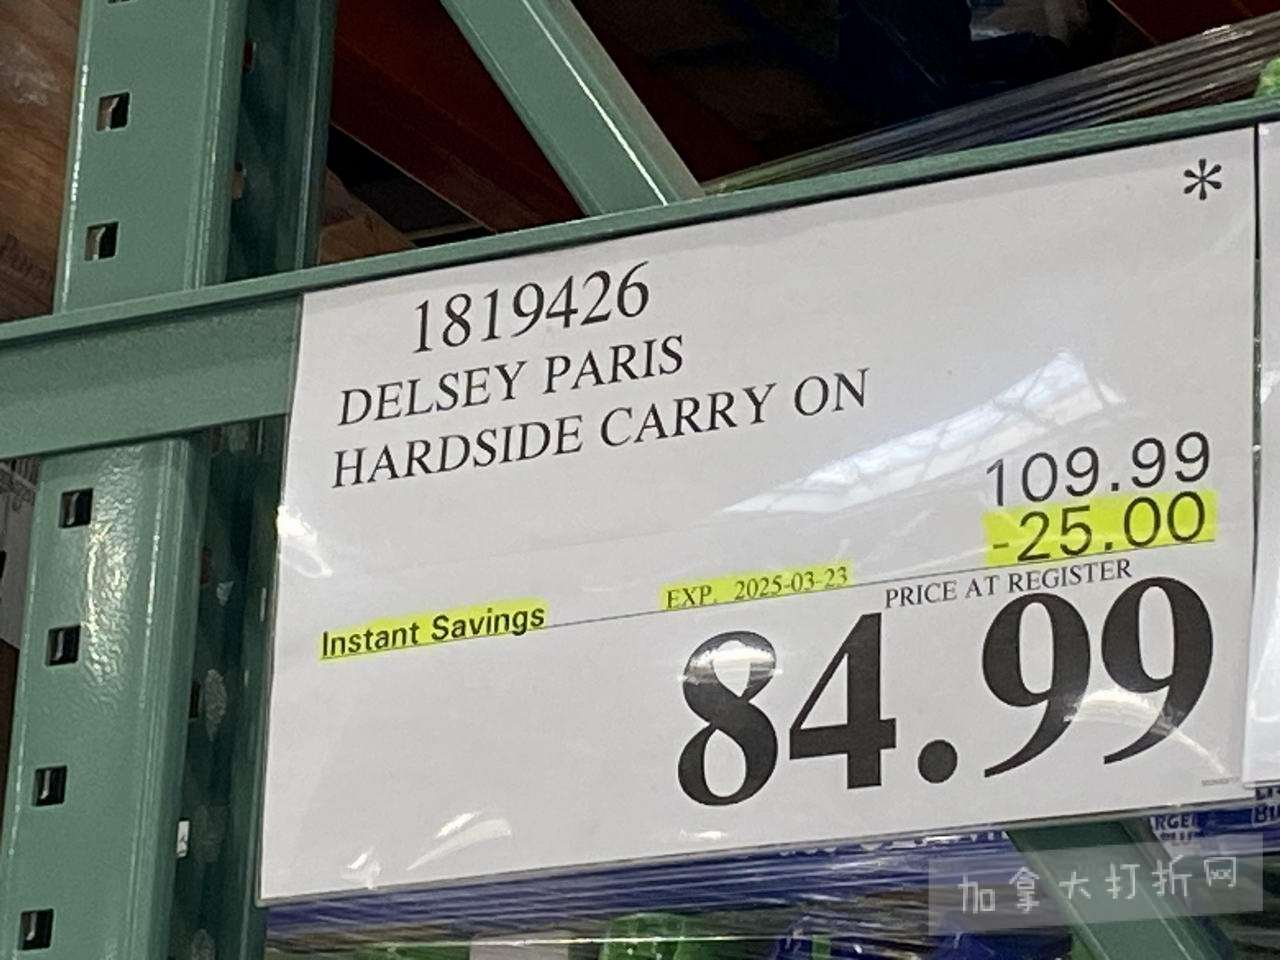 *
1819426
DELSEY PARIS
HARDSIDE CARRY ON
109.99
-25.00
Instant Savings
EXP. 2025-03-23
PRICE AT REGISTER
84.99
加拿大打折网